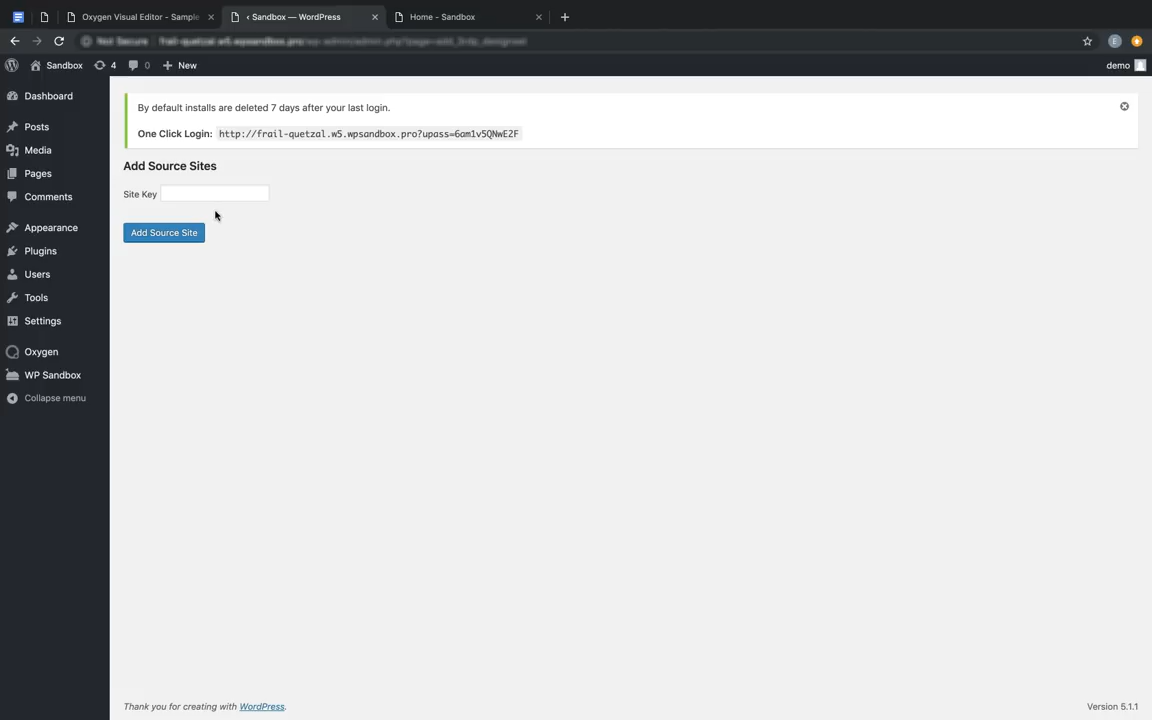 Oxygen Visual Editor - Sample
‹ Sandbox — WordPress
Home - Sandbox
Not Secure
Sandbox 4 0 New
demo
Dashboard
Posts
Media
Pages
Comments
Appearance
Plugins
Users
Tools
Settings
Oxygen
WP Sandbox
Collapse menu
By default installs are deleted 7 days after your last login.
One Click Login: http://frail-quetzal.w5.wpsandbox.pro?upass=6am1v5QNwEZF
Add Source Sites
Site Key
Add Source Site
Thank you for creating with WordPress.
Version 5.1.1
E